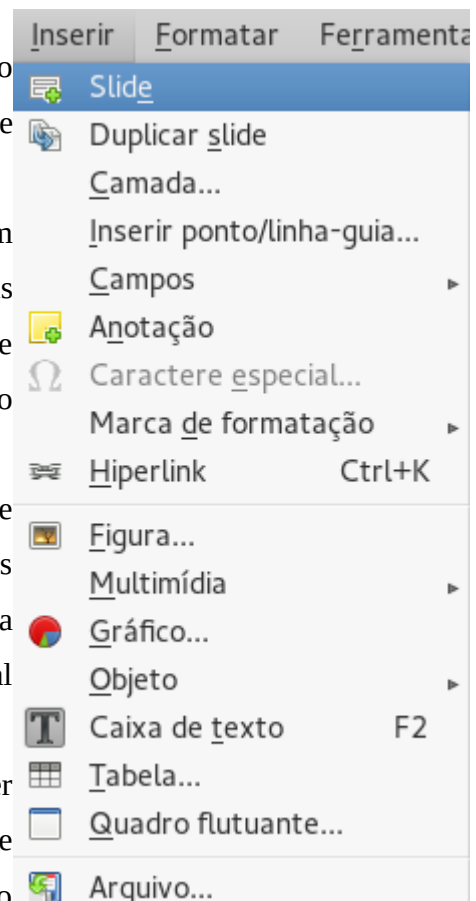 Inserir Formatar Ferramenta
Slide
Duplicar slide
Camada...
Inserir ponto/linha-guia...
Campos
Anotação
Caractere especial...
Marca de formatação
Hiperlink Ctrl+K
Figura...
Multimídia
Gráfico...
Objeto
Caixa de texto F2
Tabela...
Quadro flutuante...
Arquivo...